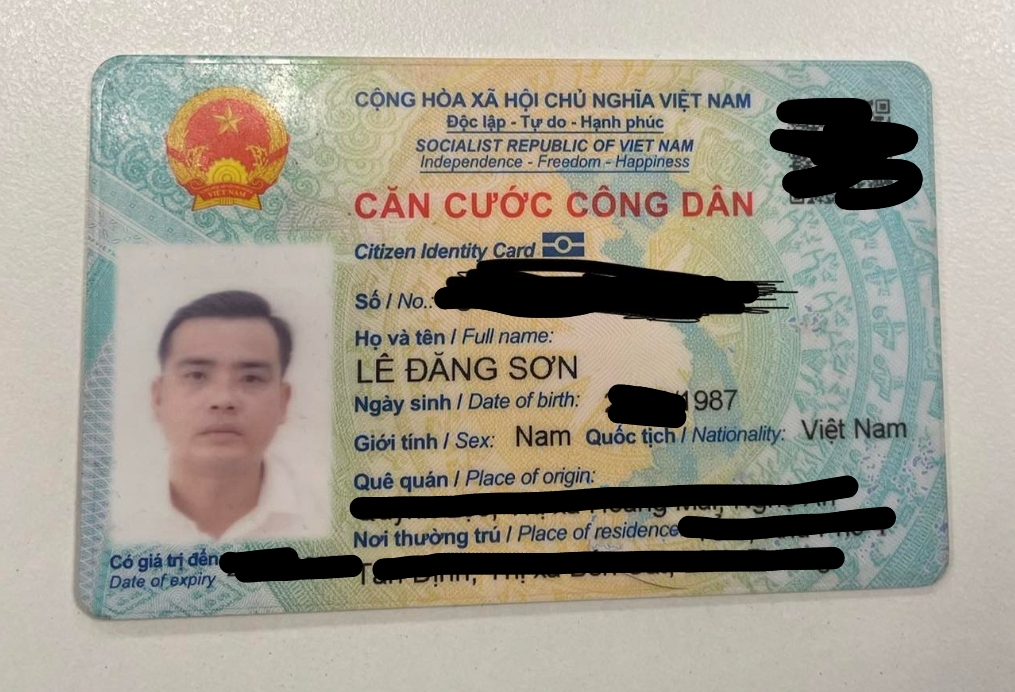 CỘNG HÒA XÃ HỘI CHỦ NGHĨA VIỆT NAM
Độc lập - Tự do - Hạnh phúc
SOCIALIST REPUBLIC OF VIET NAM
Independence - Freedom - Happiness
CĂN CƯỚC CÔNG DÂN
Citizen Identity Card
Số / No.:
Họ và tên / Full name:
LÊ ĐĂNG SƠN
Ngày sinh / Date of birth: 1987
Giới tính / Sex: Nam Quốc tịch / Nationality: Việt Nam
Quê quán / Place of origin:
Nơi thường trú / Place of residence
Có giá trị đến
Date of expiry
VIỆT NAM